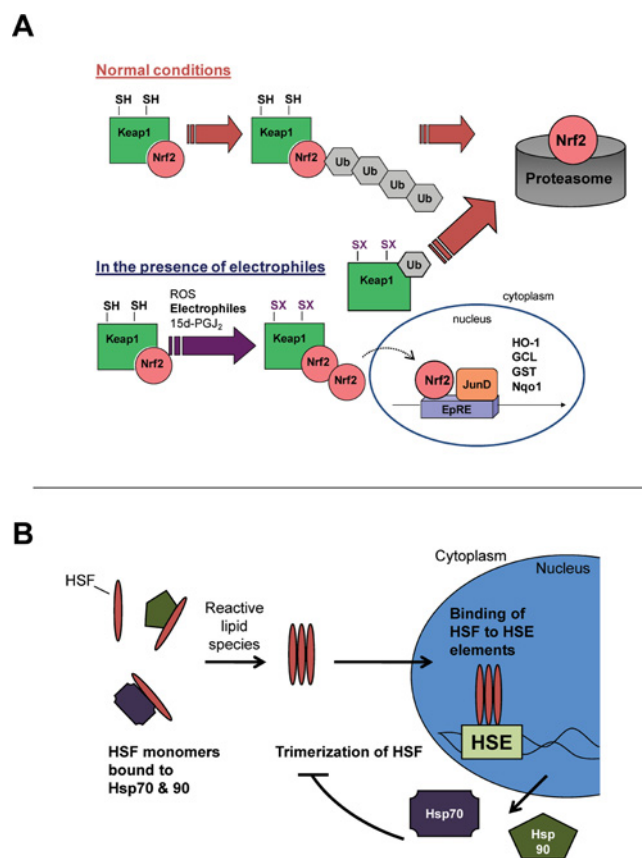 A
Normal conditions
SH SH
Keap1
Nrf2
SH SH
Keap1
Nrf2
Ub
Ub
Ub
Ub
Nrf2
Proteasome
In the presence of electrophiles
SX SX
Keap1
Ub
SH SH
Keap1
Nrf2
ROS
Electrophiles
15d-PGJ₂
SX SX
Keap1
Nrf2
Nrf2
cytoplasm
nucleus
Nrf2
JunD
EpRE
HO-1
GCL
GST
Nqo1
B
HSF
Reactive
lipid
species
HSF monomers
bound to
Hsp70 & 90
Trimerization of HSF
Cytoplasm
Nucleus
Binding of
HSF to HSE
elements
HSE
Hsp70
Hsp
90